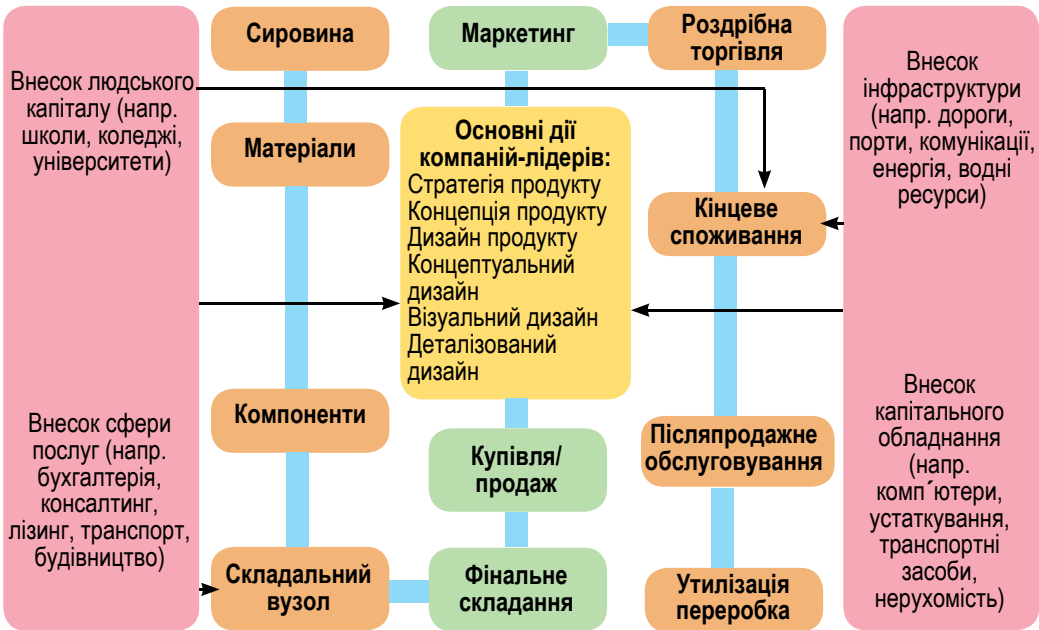 Внесок людського
капіталу (напр.
школи, коледжі,
університети)
Внесок сфери
послуг (напр.
бухгалтерія,
консалтинг,
лізинг, транспорт,
будівництво)
Сировина
Матеріали
Компоненти
Складальний
вузол
Маркетинг
Основні дії
компаній-лідерів:
Стратегія продукту
Концепція продукту
Дизайн продукту
Концептуальний
дизайн
Візуальний дизайн
Деталізований
дизайн
Купівля/
продаж
Фінальне
складання
Роздрібна
торгівля
Кінцеве
споживання
Післяпродажне
обслуговування
Утилізація
переробка
Внесок
інфраструктури
(напр. дороги,
порти, комунікації,
енергія, водні
ресурси)
Внесок
капітального
обладнання
(напр.
комп´ютери,
устаткування,
транспортні
засоби,
нерухомість)